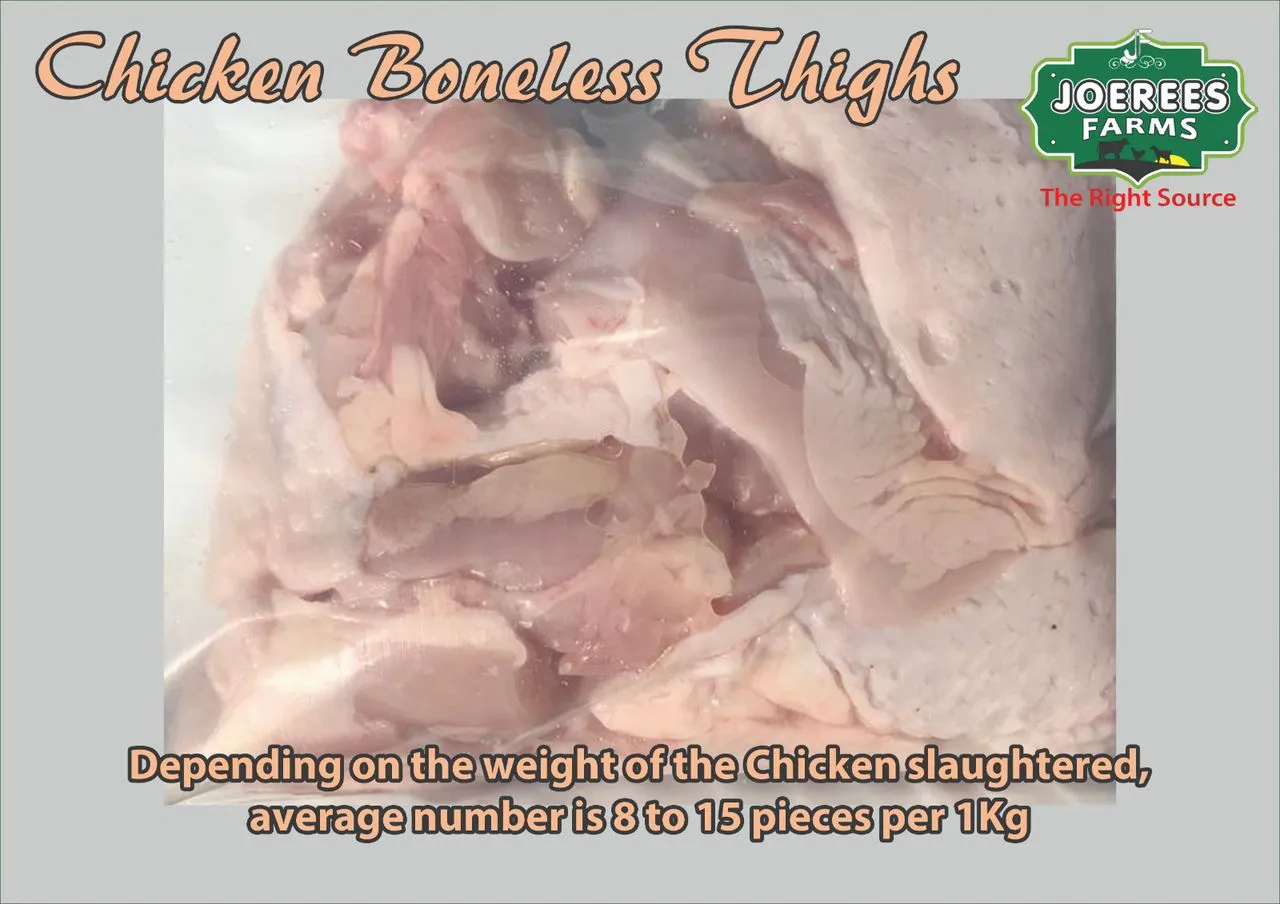 Chicken Boneless Thighs
JOEREES
FARMS
The Right Source
Depending on the weight of the Chicken slaughtered,
average number is 8 to 15 pieces per 1Kg